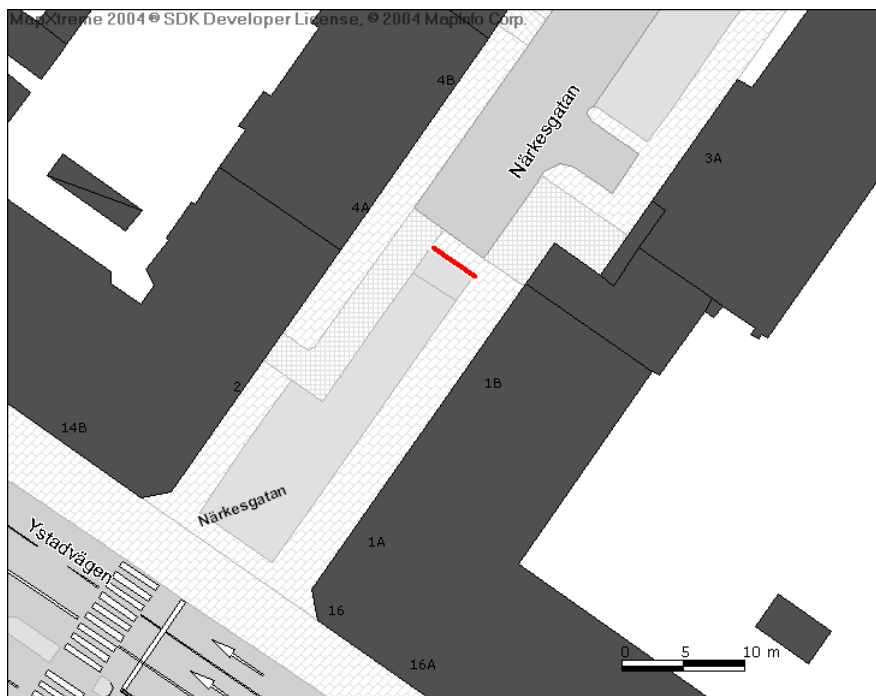 MapXtreme 2004 ® SDK Developer License, © 2004 MapInfo Corp.
4B
Närkesgatan
3A
4A
2
1B
14B
Närkesgatan
Ystadvägen
1A
16
0 5 10 m
16A